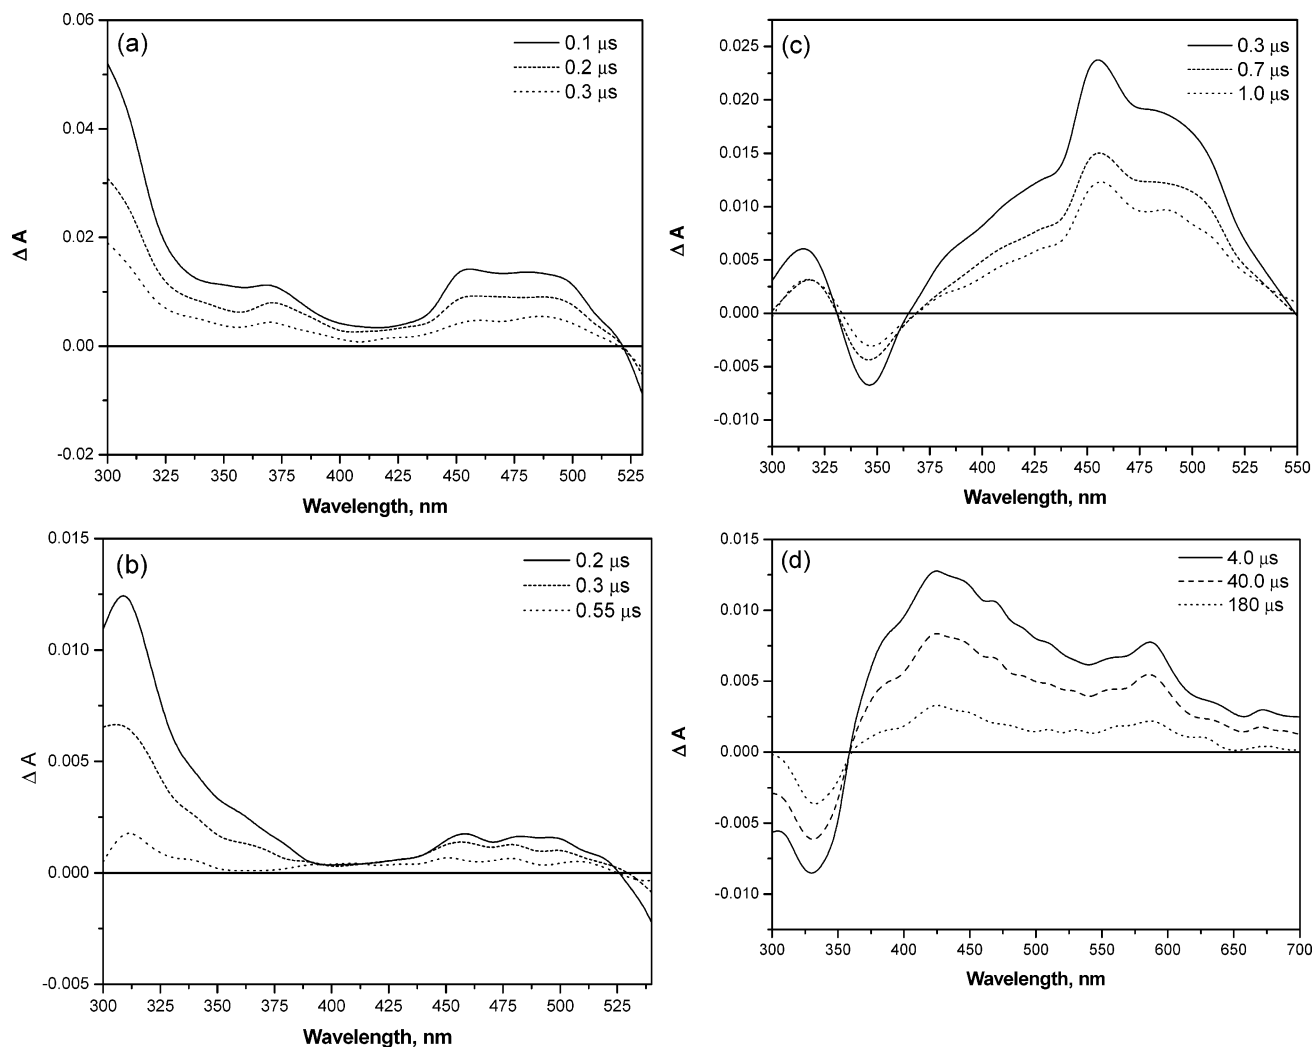 (a)
0.1 μs
0.2 μs
0.3 μs
0.06
0.04
0.02
0.00
-0.02
Δ A
300 325 350 375 400 425 450 475 500 525
Wavelength, nm
(c)
0.3 μs
0.7 μs
1.0 μs
0.025
0.020
0.015
0.010
0.005
0.000
-0.005
-0.010
Δ A
300 325 350 375 400 425 450 475 500 525 550
Wavelength, nm
(b)
0.2 μs
0.3 μs
0.55 μs
0.015
0.010
0.005
0.000
-0.005
Δ A
300 325 350 375 400 425 450 475 500 525
Wavelength, nm
(d)
4.0 μs
40.0 μs
180 μs
0.015
0.010
0.005
0.000
-0.005
-0.010
Δ A
300 350 400 450 500 550 600 650 700
Wavelength, nm